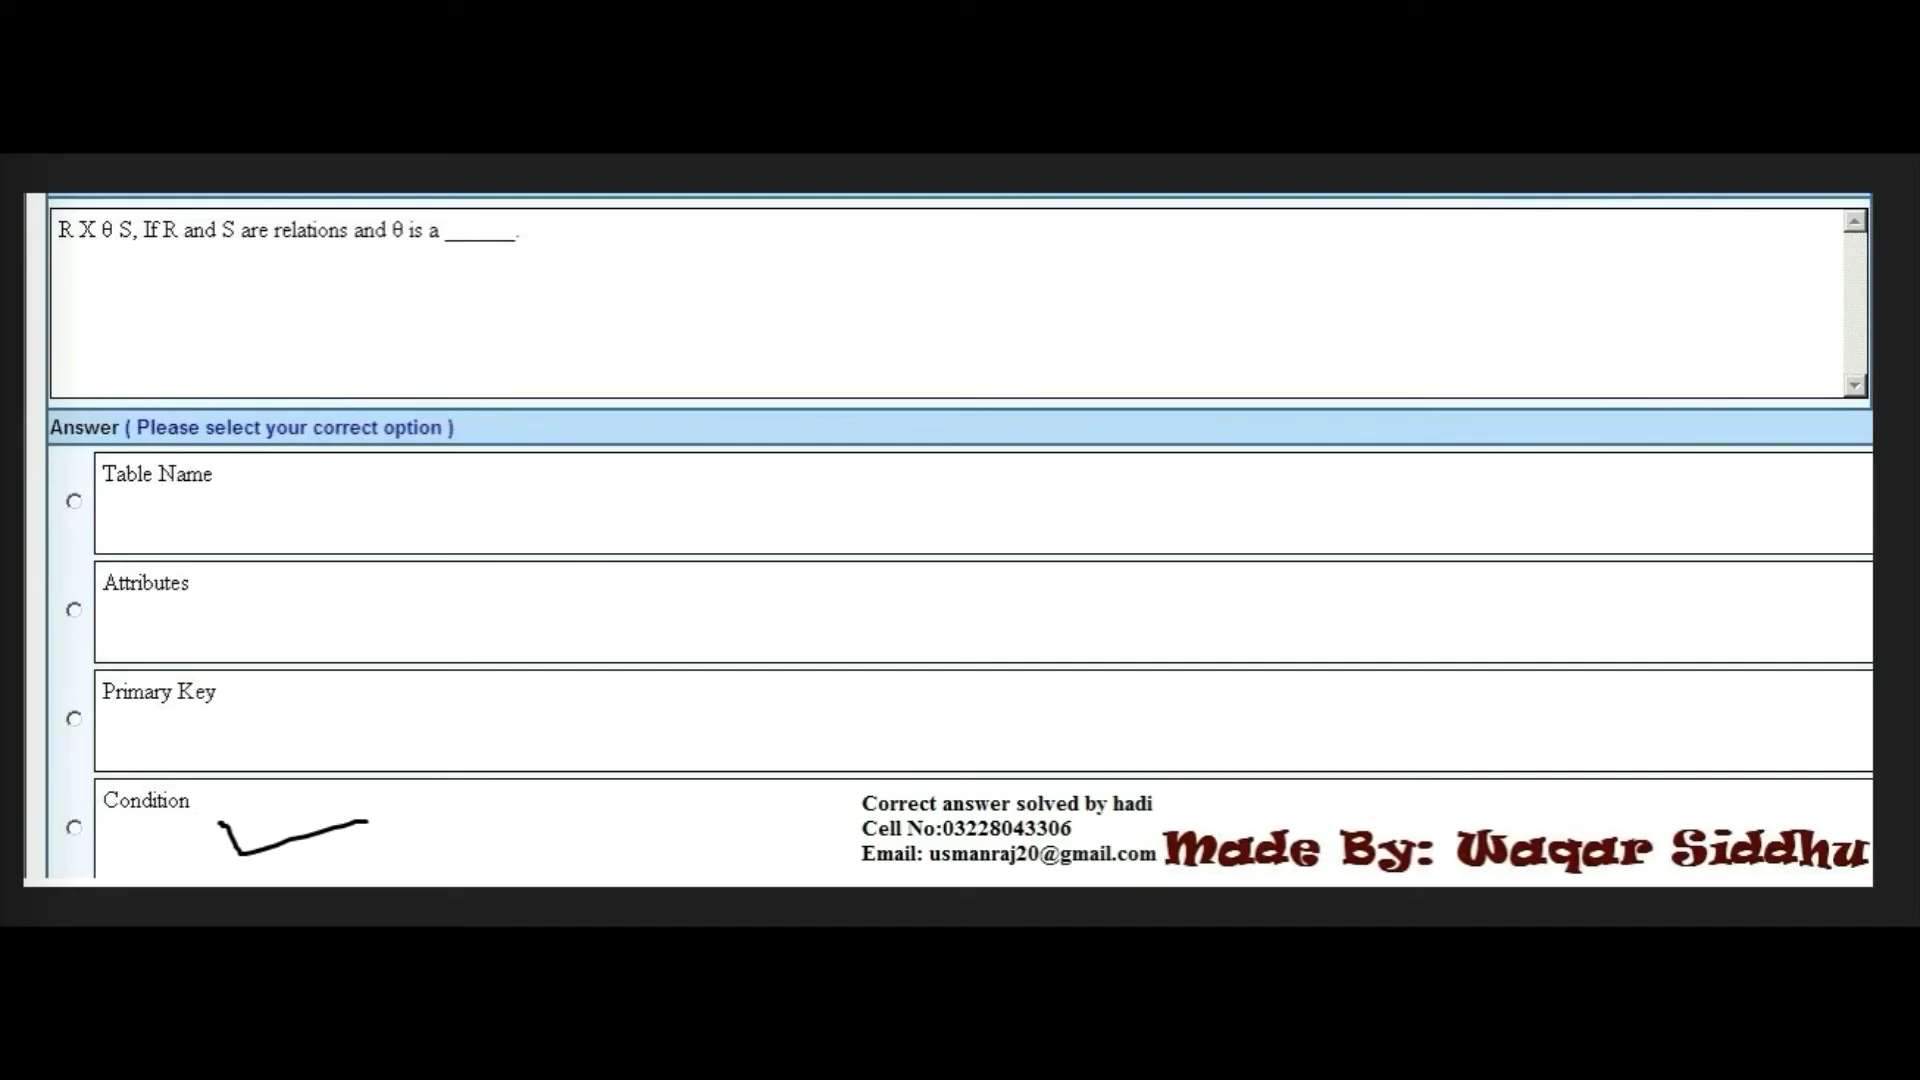 R X θ S, If R and S are relations and θ is a ______.
Answer ( Please select your correct option )
Table Name
Attributes
Primary Key
Condition
Correct answer solved by hadi
Cell No:03228043306
Email: usmanraj20@gmail.com
Made By: Waqar Siddhu